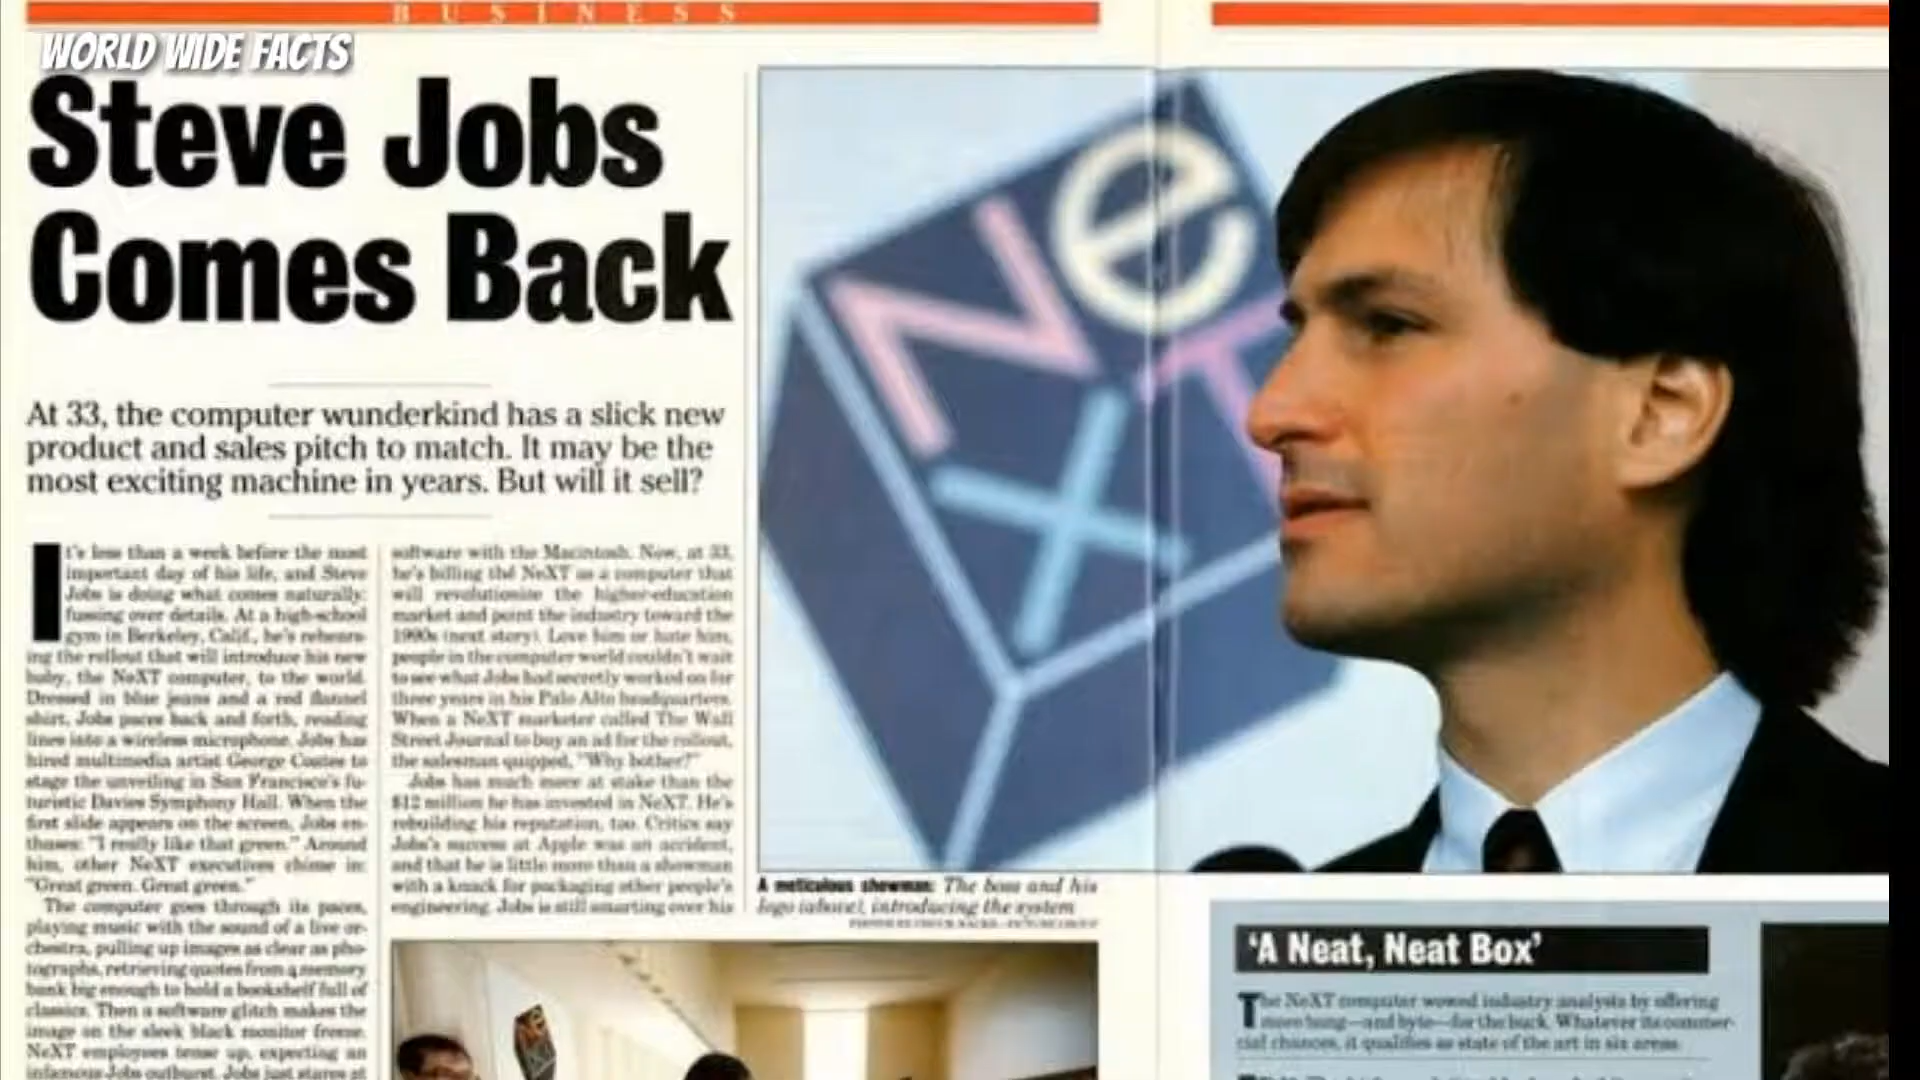 BUSINESS
WORLD WIDE FACTS
Steve Jobs
Comes Back
At 33, the computer wunderkind has a slick new
product and sales pitch to match. It may be the
most exciting machine in years. But will it sell?
It's less than a week before the most
important day of his life, and Steve
Jobs is doing what comes naturally:
fussing over details. At a high-school
gym in Berkeley, Calif., he's rehears-
ing the rollout that will introduce his new
baby, the NeXT computer, to the world.
Dressed in blue jeans and a red flannel
shirt, Jobs paces back and forth, reading
lines into a wireless microphone. Jobs has
hired multimedia artist George Coates to
stage the unveiling in San Francisco's fu-
turistic Davies Symphony Hall. When the
first slide appears on the screen, Jobs en-
thuses: "I really like that green." Around
him, other NeXT executives chime in:
"Great green. Great green."
The computer goes through its paces,
playing music with the sound of a live or-
chestra, pulling up images as clear as pho-
tographs, retrieving quotes from a memory
bank big enough to hold a bookshelf full of
classics. Then a software glitch makes the
image on the sleek black monitor freeze.
NeXT employees tense up, expecting an
infamous Jobs outburst. Jobs just stares at
software with the Macintosh. Now, at 33,
he's billing the NeXT as a computer that
will revolutionize the higher-education
market and point the industry toward the
1990s (next story). Love him or hate him,
people in the computer world couldn't wait
to see what Jobs had secretly worked on for
three years in his Palo Alto headquarters.
When a NeXT marketer called The Wall
Street Journal to buy an ad for the rollout,
the salesman quipped, "Why bother?"
Jobs has much more at stake than the
$12 million he has invested in NeXT. He's
rebuilding his reputation, too. Critics say
Jobs's success at Apple was an accident,
and that he is little more than a showman
with a knack for packaging other people's
engineering. Jobs is still smarting over his
NeXT
A meticulous showman: The boss and his
logo (above), introducing the system
'A Neat, Neat Box'
The NeXT computer wowed industry analysts by offering
more bang—and byte—for the buck. Whatever its commer-
cial chances, it qualifies as state of the art in six areas: